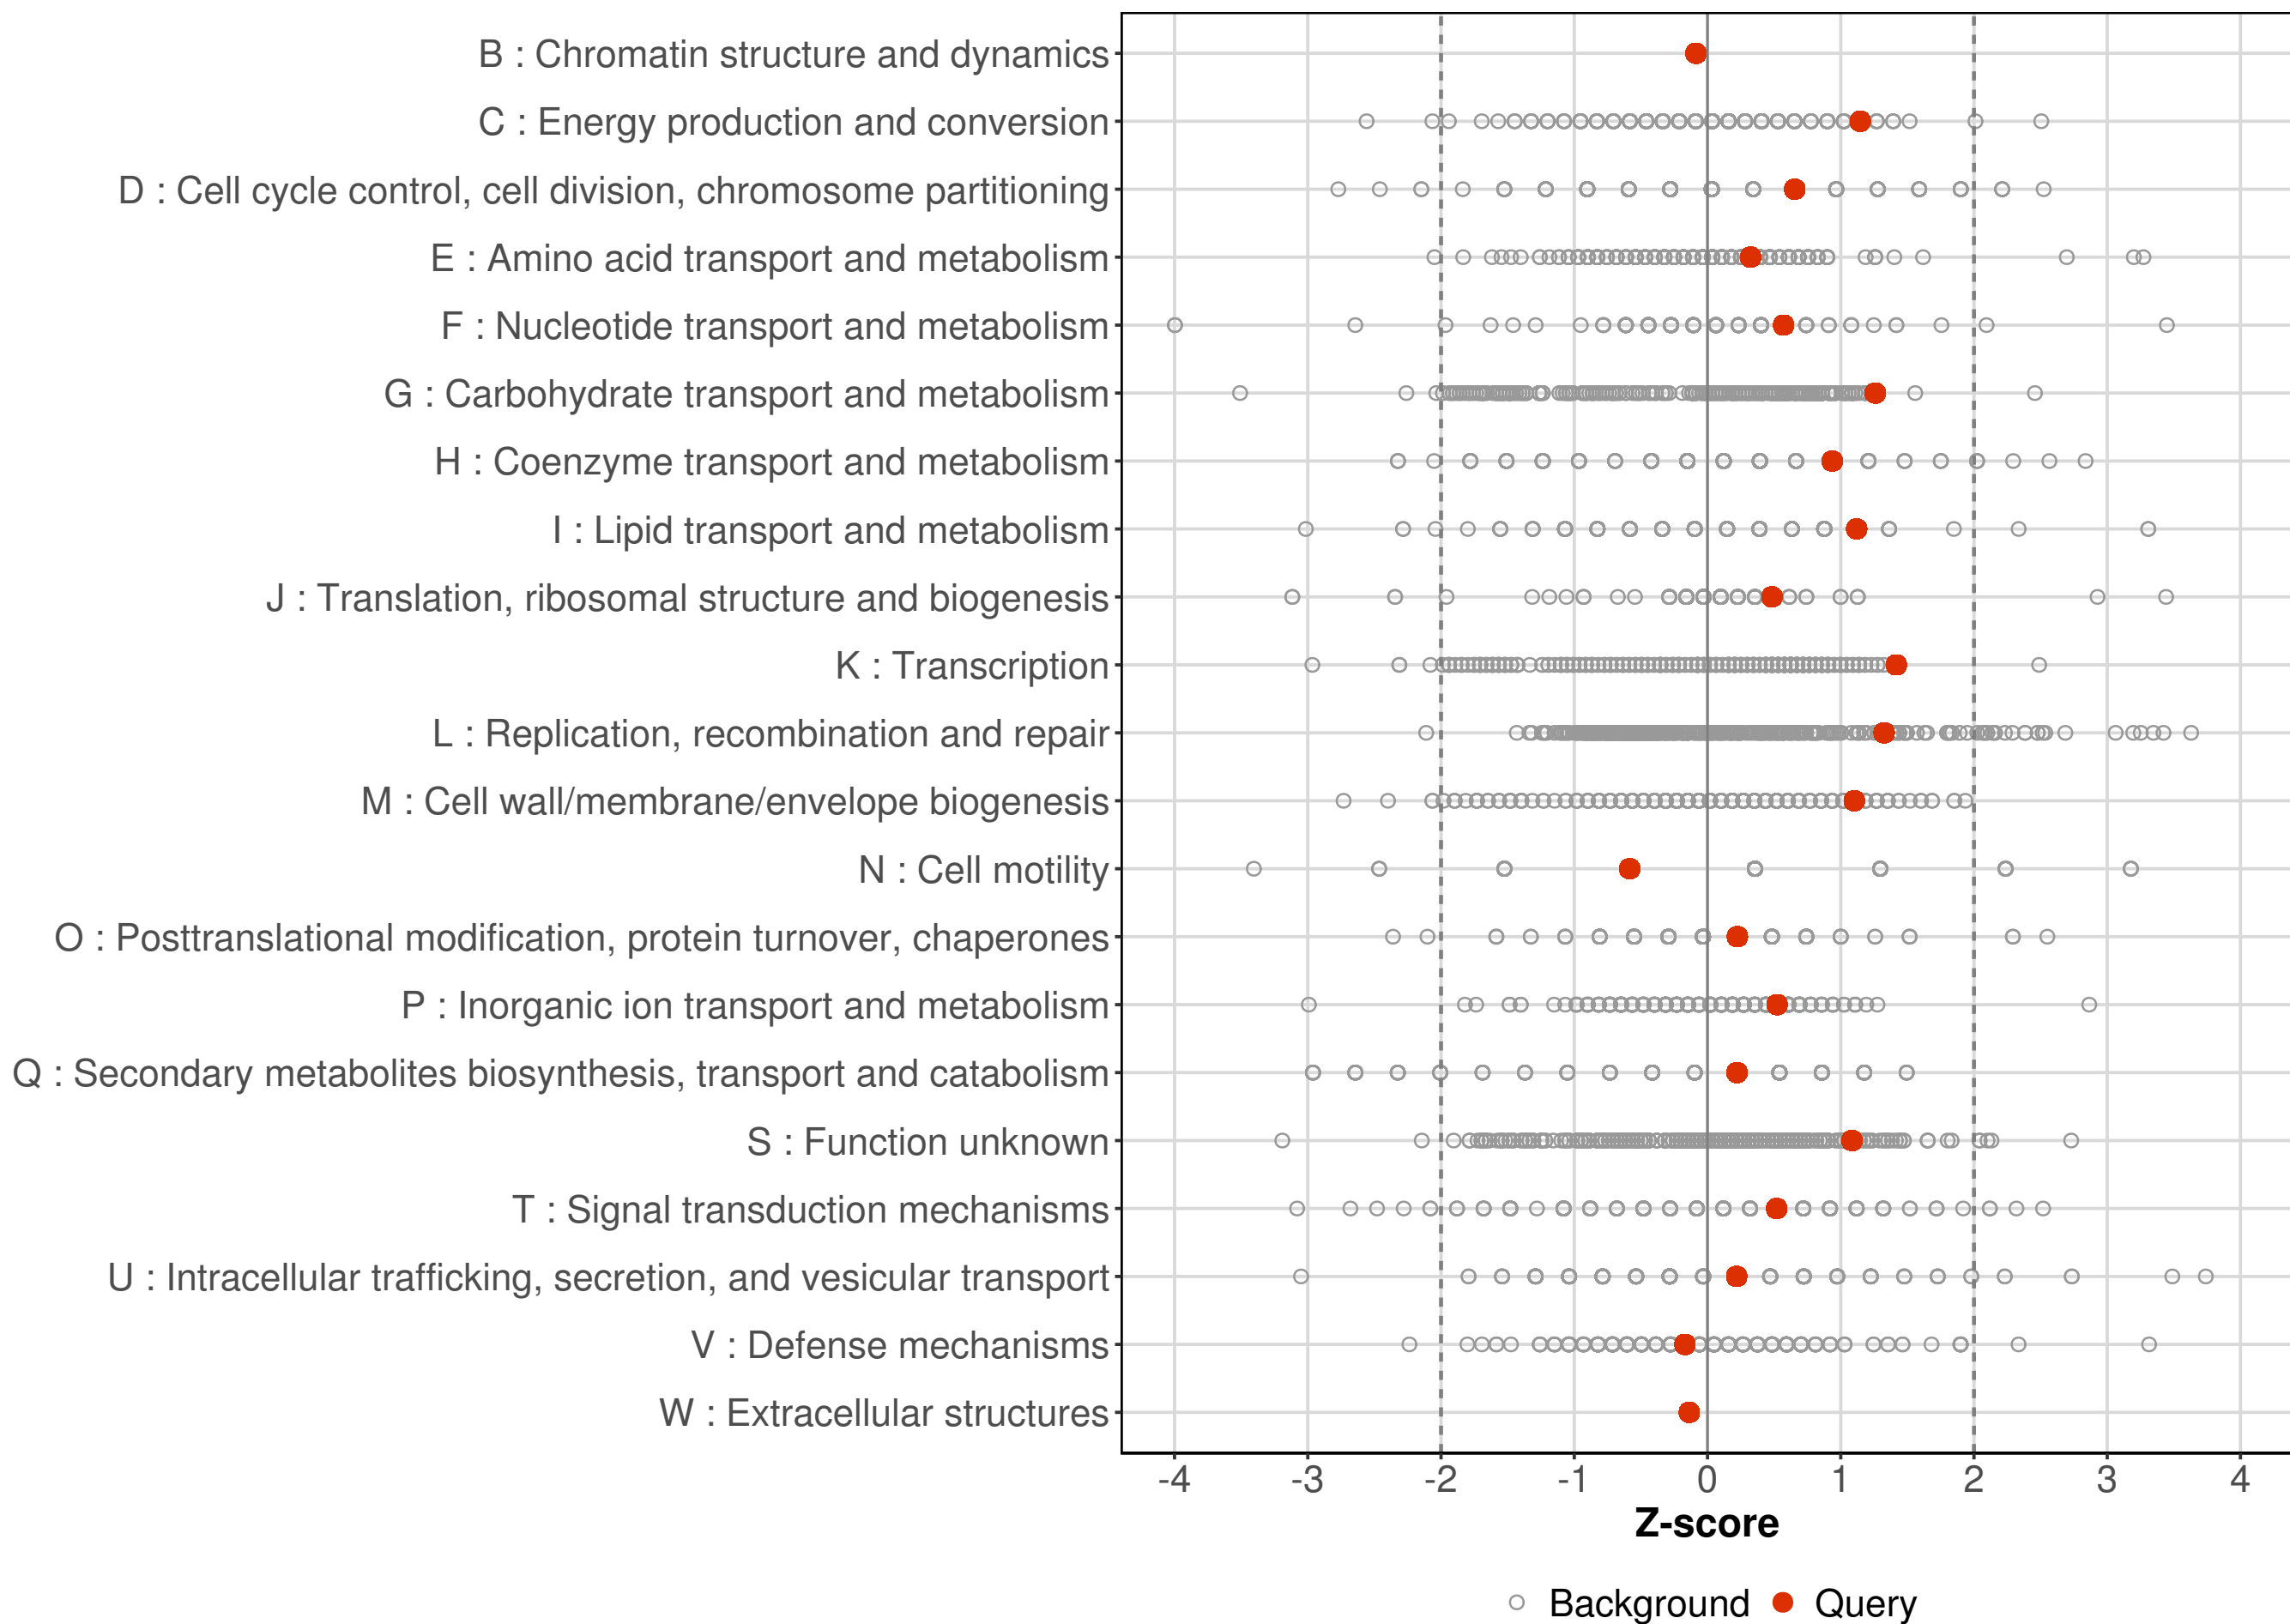 B : Chromatin structure and dynamics
C : Energy production and conversion
D : Cell cycle control, cell division, chromosome partitioning
E : Amino acid transport and metabolism
F : Nucleotide transport and metabolism
G : Carbohydrate transport and metabolism
H : Coenzyme transport and metabolism
I : Lipid transport and metabolism
J : Translation, ribosomal structure and biogenesis
K : Transcription
L : Replication, recombination and repair
M : Cell wall/membrane/envelope biogenesis
N : Cell motility
O : Posttranslational modification, protein turnover, chaperones
P : Inorganic ion transport and metabolism
Q : Secondary metabolites biosynthesis, transport and catabolism
S : Function unknown
T : Signal transduction mechanisms
U : Intracellular trafficking, secretion, and vesicular transport
V : Defense mechanisms
W : Extracellular structures
-4 -3 -2 -1 0 1 2 3 4
Z-score
Background Query